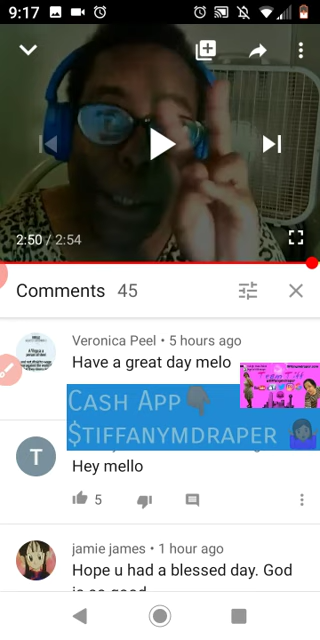 9:17
2:50 / 2:54
Comments 45
Veronica Peel • 5 hours ago
Have a great day melo
Cash App
$tiffanymdraper
T
Hey mello
5
jamie james • 1 hour ago
Hope u had a blessed day. God